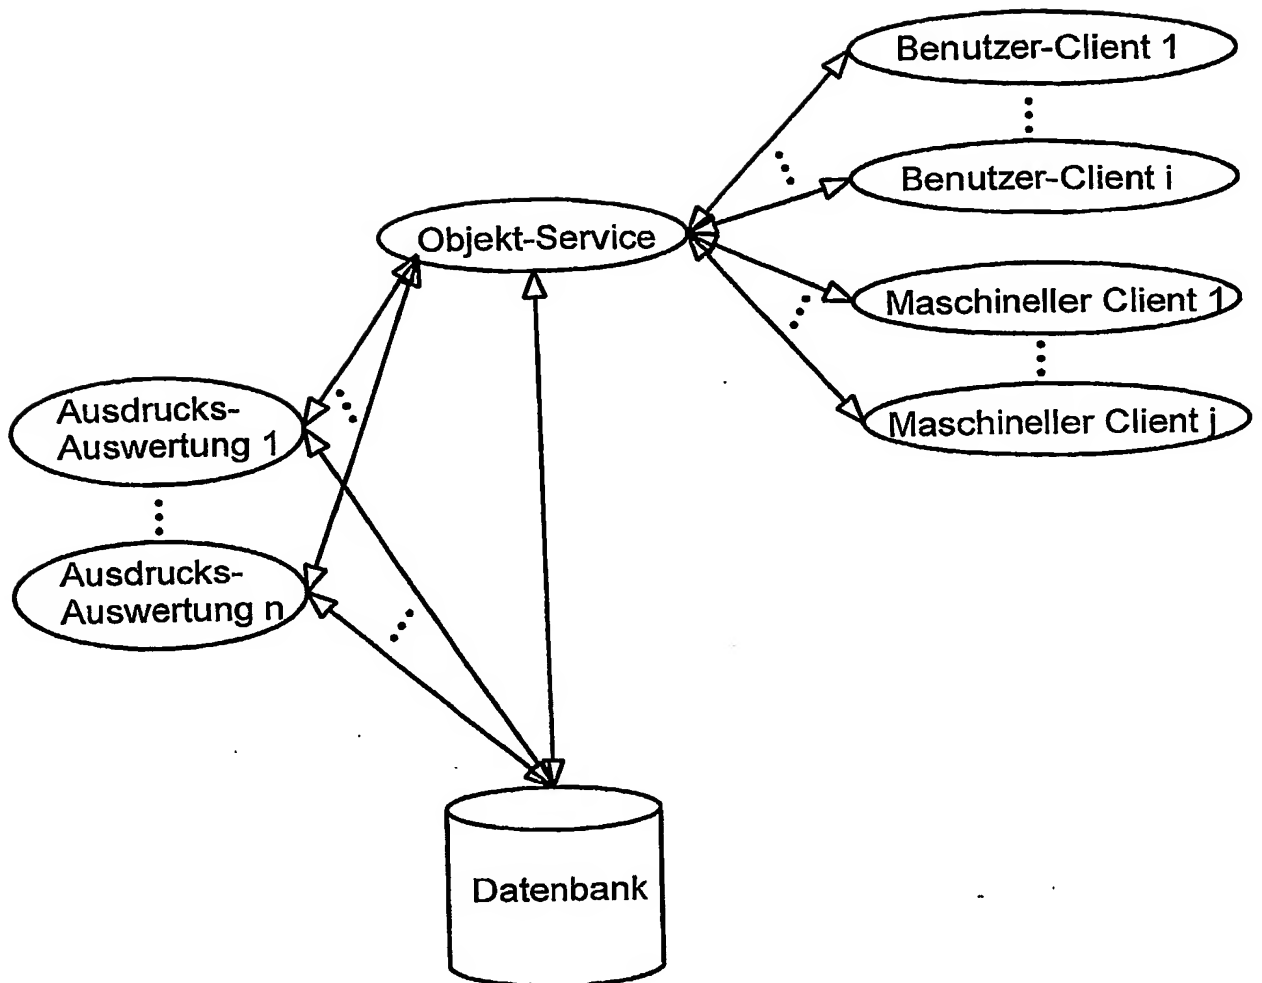 Benutzer-Client 1
Benutzer-Client i
Objekt-Service
Maschineller Client 1
Maschineller Client j
Ausdrucks-
Auswertung 1
Ausdrucks-
Auswertung n
Datenbank